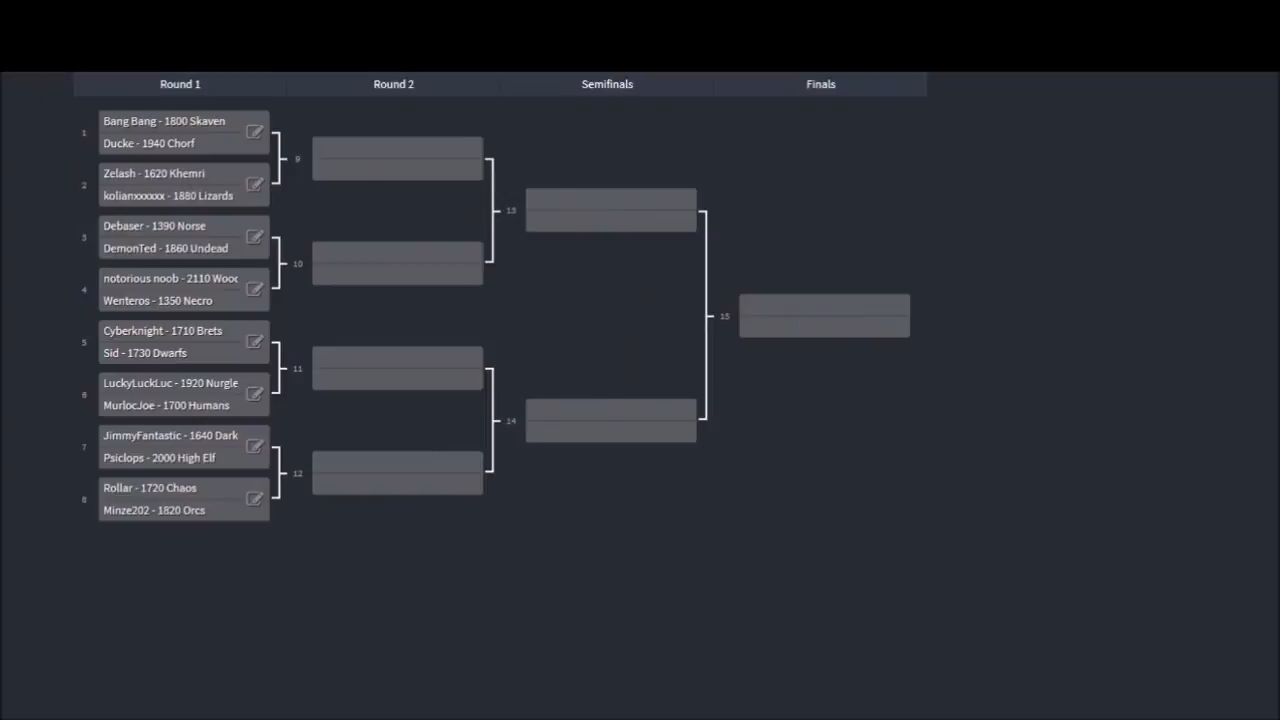 Round 1
Round 2
Semifinals
Finals
1
Bang Bang - 1800 Skaven
Ducke - 1940 Chorf
2
Zelash - 1620 Khemri
kolianxxxxxx - 1880 Lizards
3
Debaser - 1390 Norse
DemonTed - 1860 Undead
4
notorious noob - 2110 Wood
Wenteros - 1350 Necro
5
Cyberknight - 1710 Brets
Sid - 1730 Dwarfs
6
LuckyLuckLuc - 1920 Nurgle
MurlocJoe - 1700 Humans
7
JimmyFantastic - 1640 Dark
Psiclops - 2000 High Elf
8
Rollar - 1720 Chaos
Minze202 - 1820 Orcs
9
10
11
12
13
14
15